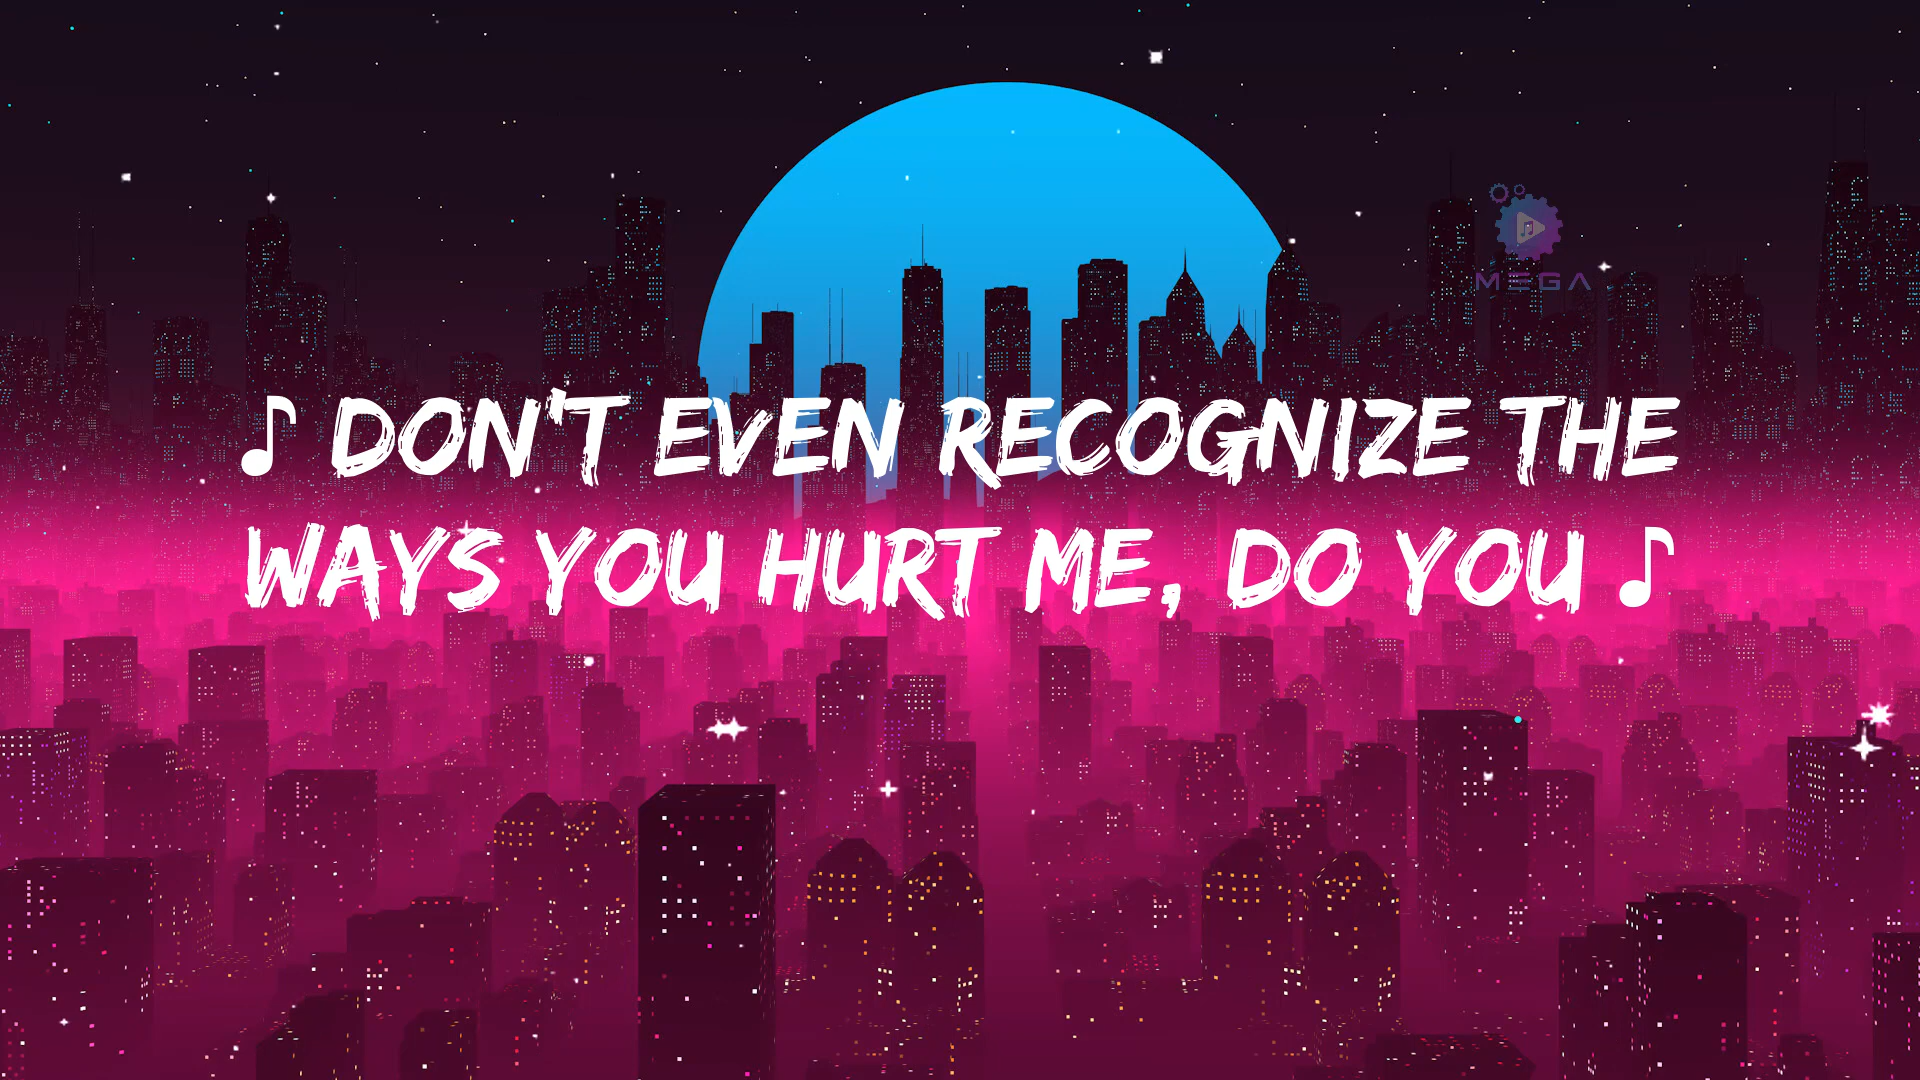 MEGA
♪ DON'T EVEN RECOGNIZE THE
WAYS YOU HURT ME, DO YOU ♪